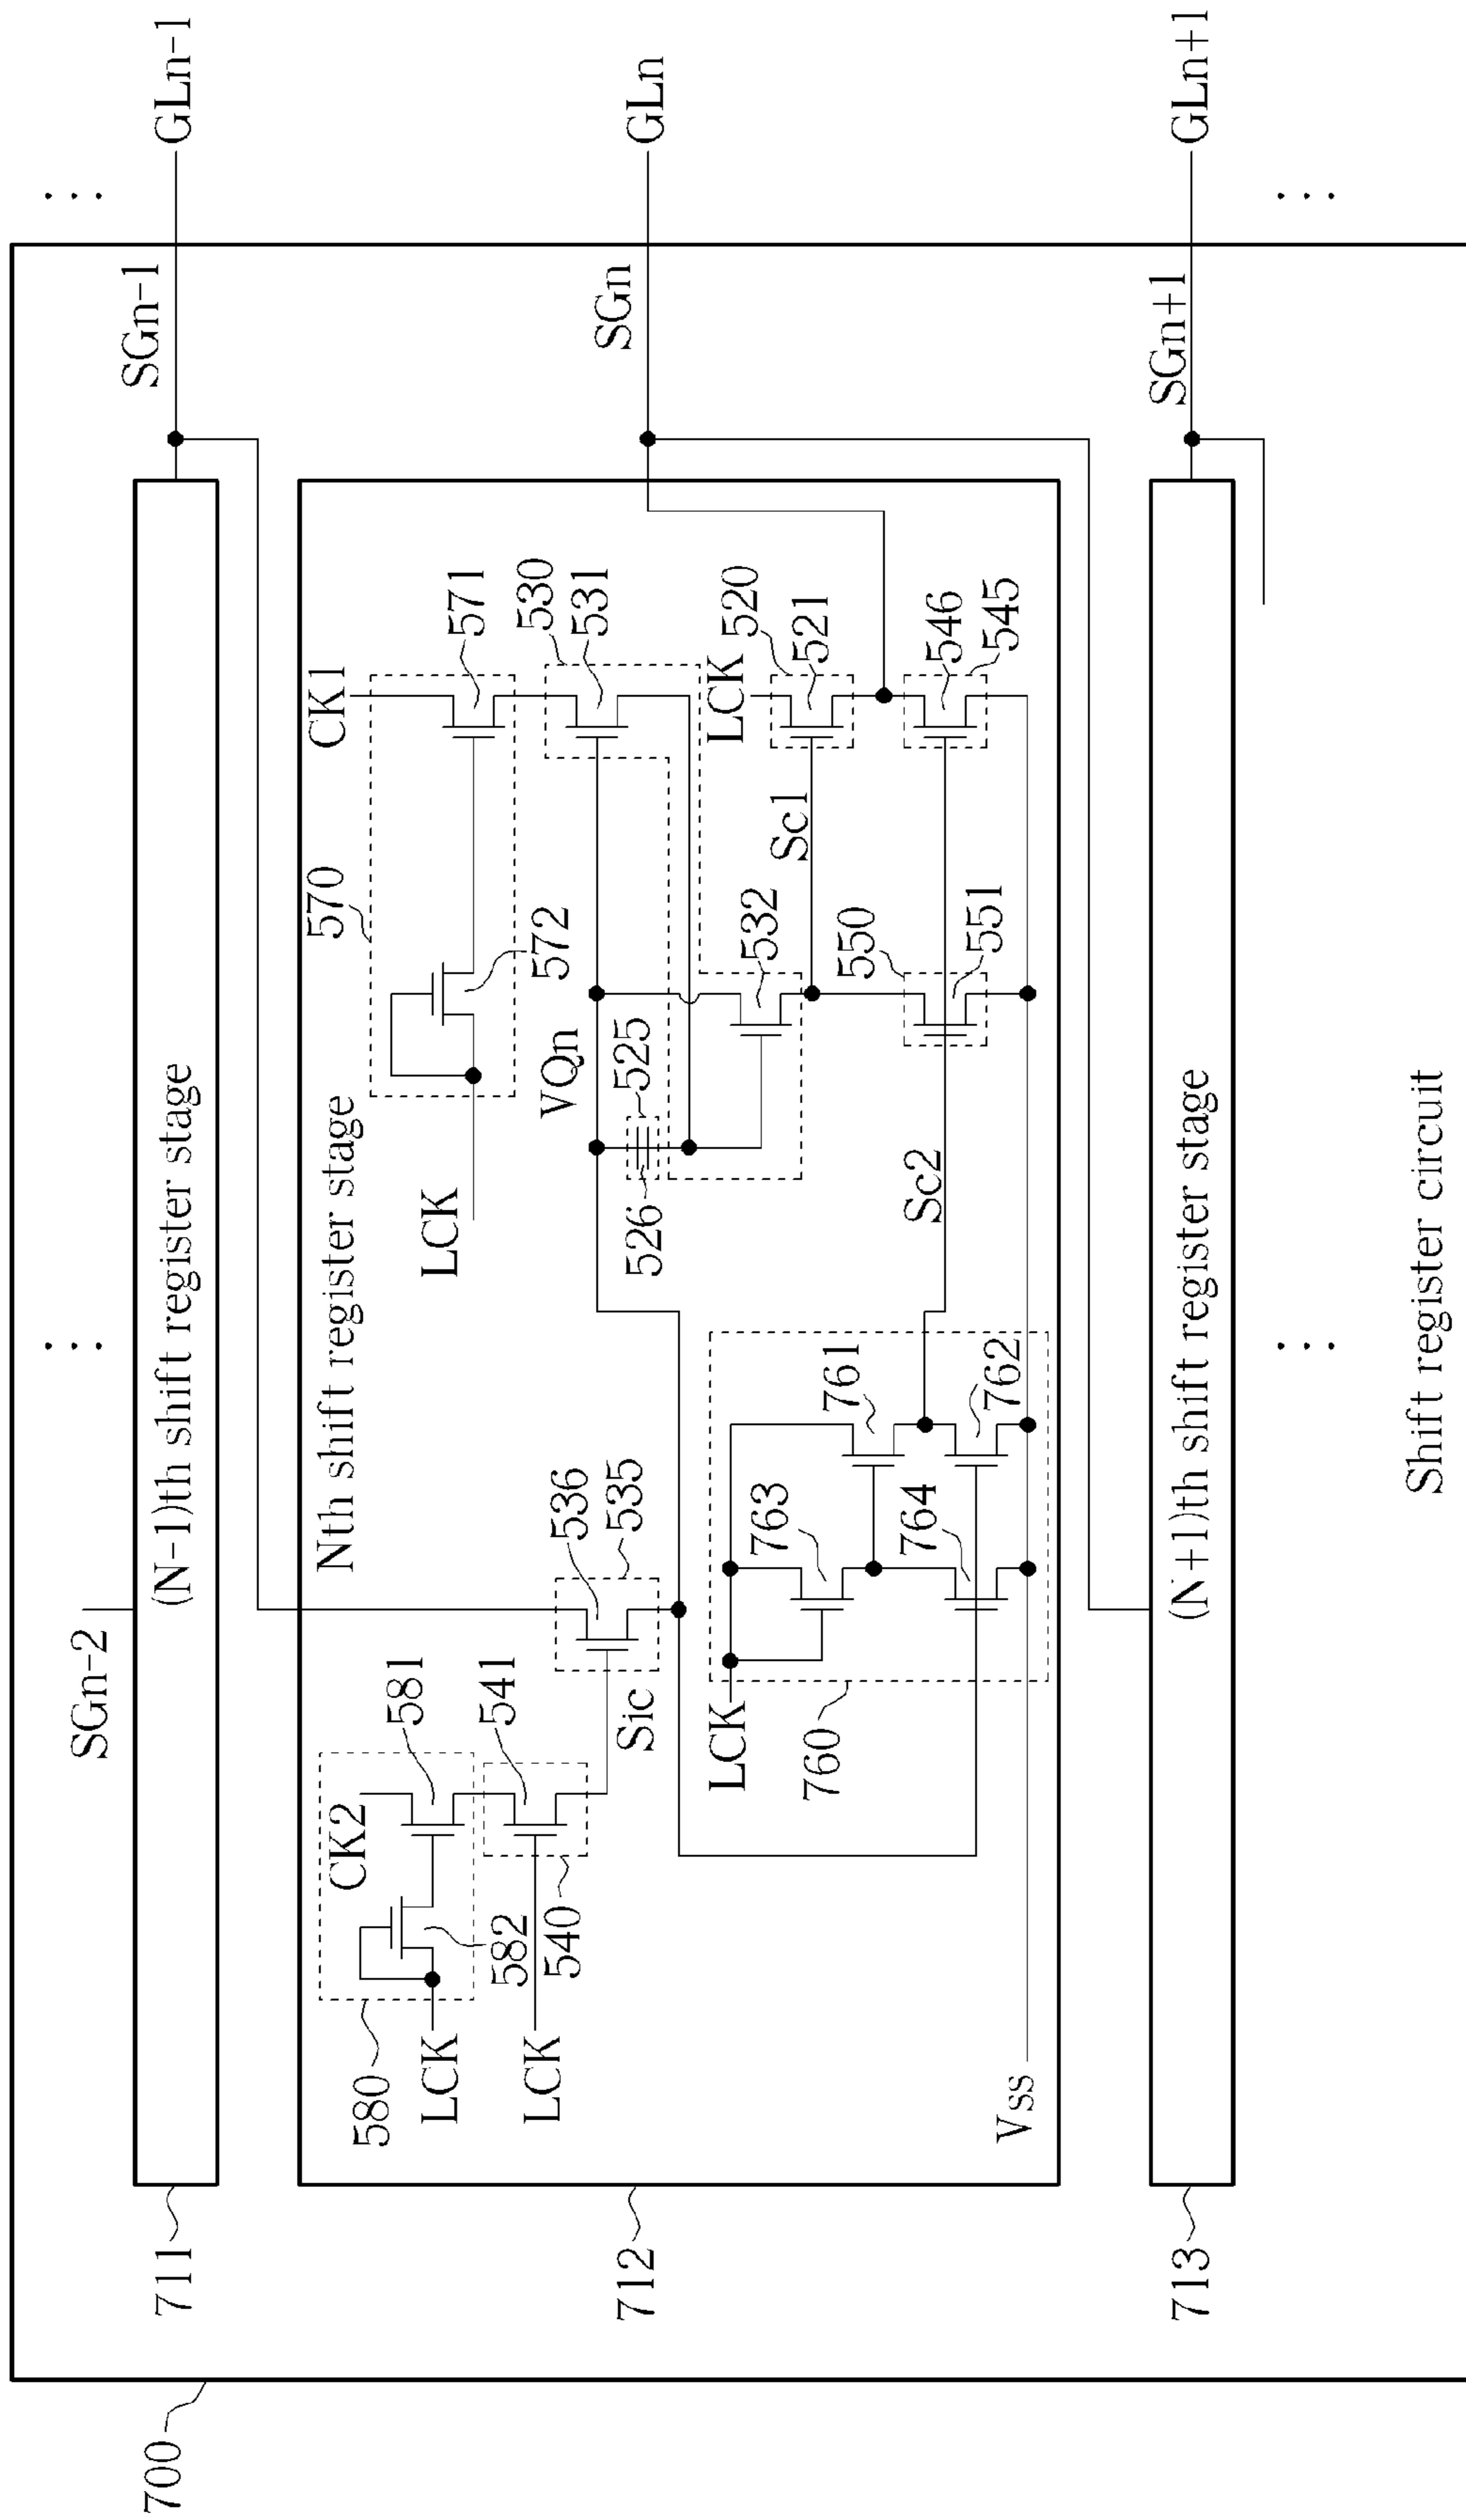 700
Shift register circuit
711
SGn-2
(N-1)th shift register stage
SGn-1
GLn-1
712
Nth shift register stage
580
CK2
581
582
LCK
LCK
540
541
Sic
536
535
LCK
570
CK1
571
572
530
531
VQn
525
526
532
LCK
520
521
Sc1
SGn
GLn
546
545
550
551
Sc2
LCK
760
763
761
764
762
Vss
713
(N+1)th shift register stage
SGn+1
GLn+1